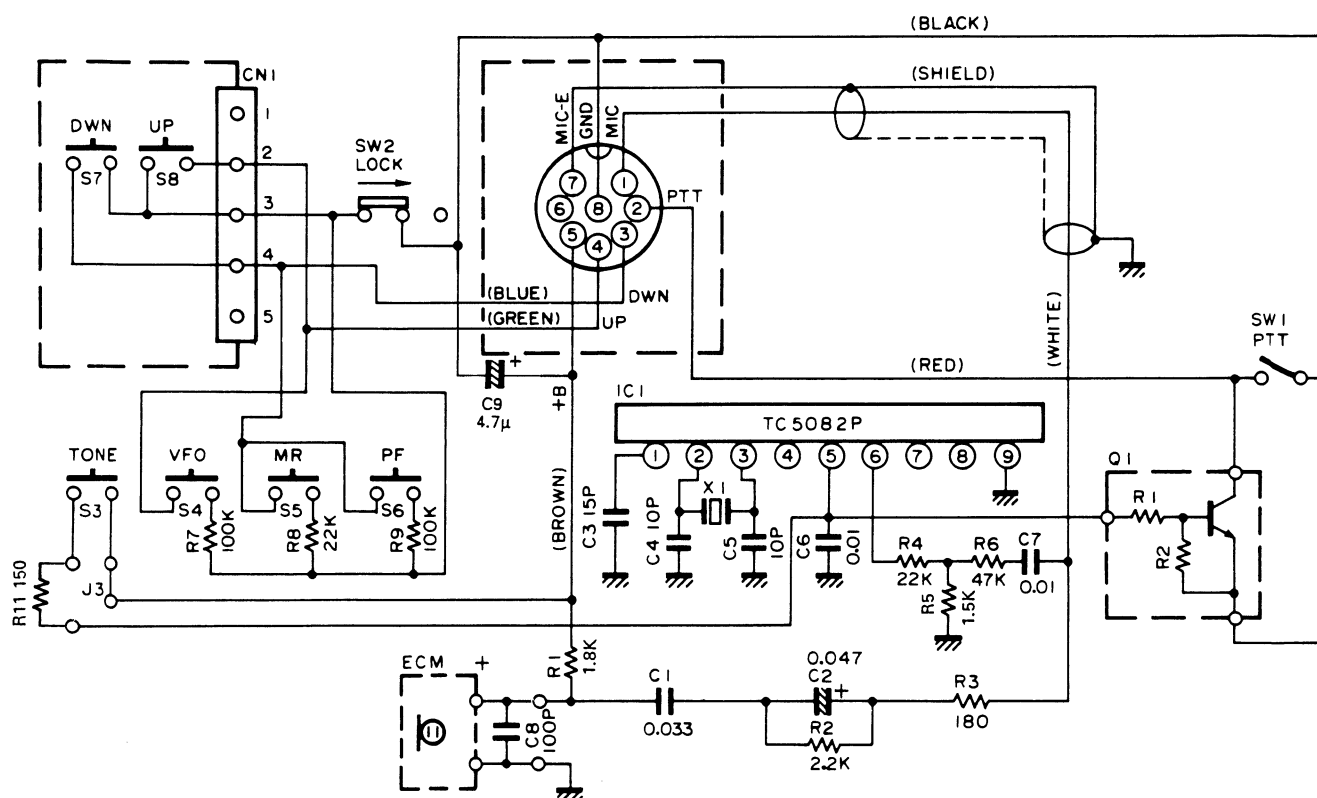 (BLACK)
CN1
(SHIELD)
1
DWN
UP
MIC-E
GND
MIC
2
SW2
LOCK
S7
S8
7
1
PTT
3
6
8
2
5
4
3
4
(BLUE)
DWN
(GREEN)
UP
5
(WHITE)
SW1
PTT
(RED)
+
C9
4.7μ
+B
IC1
TC5082P
TONE
VFO
MR
PF
1
2
3
4
5
6
7
8
9
Q1
S3
S4
S5
S6
X1
R7
100K
R8
22K
R9
100K
(BROWN)
C3 15P
C4 10P
C5
10P
C6
0.01
R4
22K
R6
47K
C7
0.01
R1
R2
R5
1.5K
R11 150
J3
R1
1.8K
ECM
+
C8
100P
C1
0.033
0.047
C2
+
R2
2.2K
R3
180